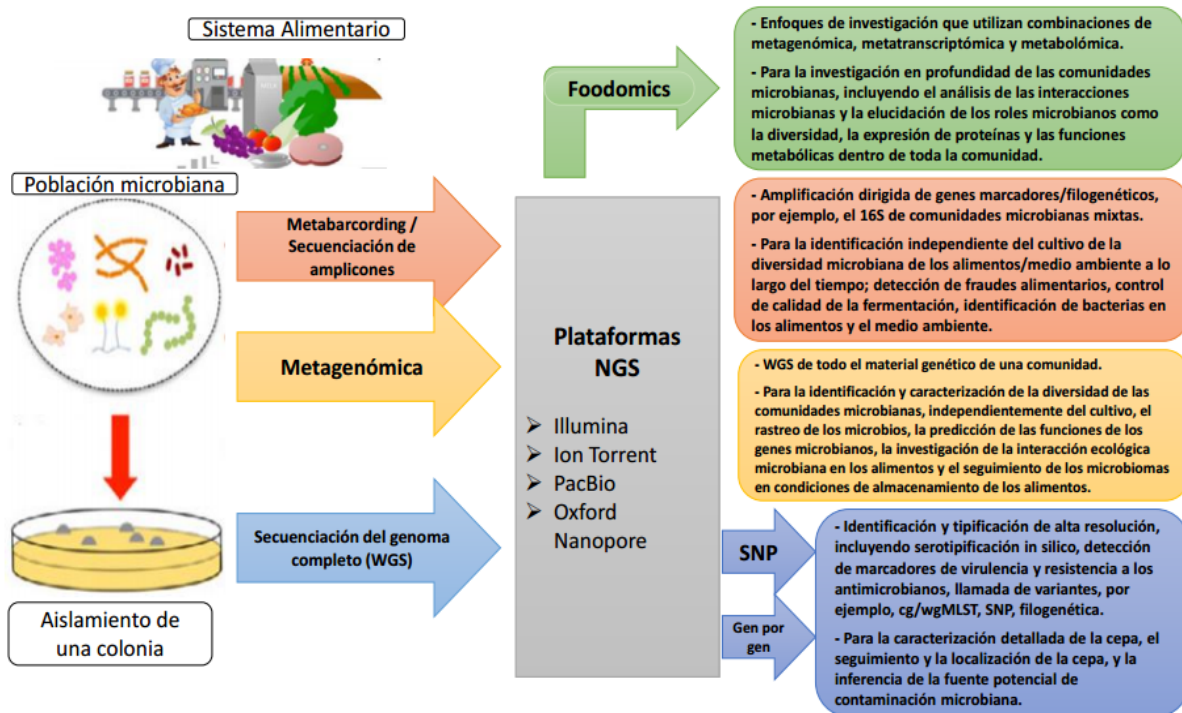 Sistema Alimentario
Población microbiana
Metabarcording /
Secuenciación de
amplicones
Metagenómica
Secuenciación del genoma
completo (WGS)
Aislamiento de
una colonia
Foodomics
Plataformas
NGS
➢ Illumina
➢ Ion Torrent
➢ PacBio
➢ Oxford
Nanopore
SNP
Gen por
gen
- Enfoques de investigación que utilizan combinaciones de
metagenómica, metatranscriptómica y metabolómica.
- Para la investigación en profundidad de las comunidades
microbianas, incluyendo el análisis de las interacciones
microbianas y la elucidación de los roles microbianos como
la diversidad, la expresión de proteínas y las funciones
metabólicas dentro de toda la comunidad.
- Amplificación dirigida de genes marcadores/filogenéticos,
por ejemplo, el 16S de comunidades microbianas mixtas.
- Para la identificación independiente del cultivo de la
diversidad microbiana de los alimentos/medio ambiente a lo
largo del tiempo; detección de fraudes alimentarios, control
de calidad de la fermentación, identificación de bacterias en
los alimentos y el medio ambiente.
- WGS de todo el material genético de una comunidad.
- Para la identificación y caracterización de la diversidad de las
comunidades microbianas, independientemente del cultivo, el
rastreo de los microbios, la predicción de las funciones de los
genes microbianos, la investigación de la interacción ecológica
microbiana en los alimentos y el seguimiento de los microbiomas
en condiciones de almacenamiento de los alimentos.
- Identificación y tipificación de alta resolución,
incluyendo serotipificación in silico, detección
de marcadores de virulencia y resistencia a los
antimicrobianos, llamada de variantes, por
ejemplo, cg/wgMLST, SNP, filogenética.
- Para la caracterización detallada de la cepa, el
seguimiento y la localización de la cepa, y la
inferencia de la fuente potencial de
contaminación microbiana.